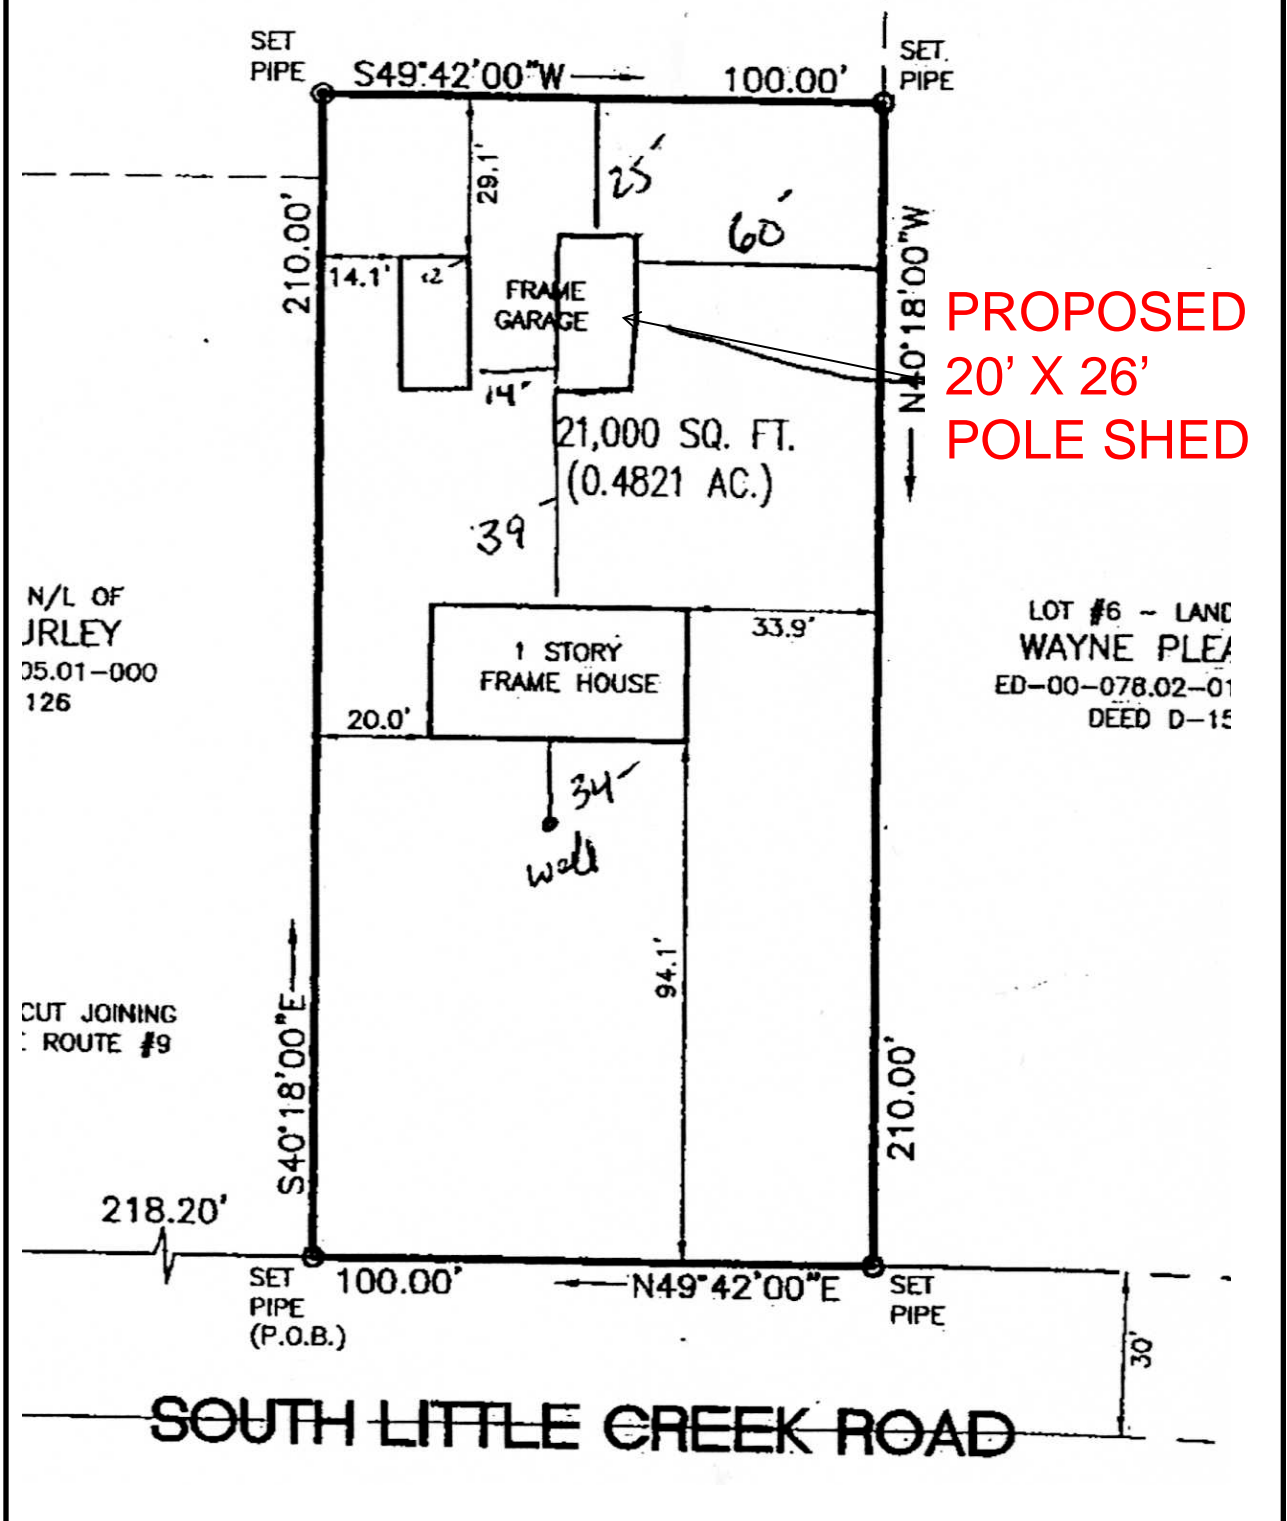 SET
PIPE
S49°42'00"W
100.00'
SET
PIPE
29.1'
25'
210.00'
60'
N40°18'00"W
14.1'
12
FRAME
GARAGE
PROPOSED
20' X 26'
POLE SHED
14'
21,000 SQ. FT.
(0.4821 AC.)
39
N/L OF
URLEY
05.01-000
126
1 STORY
FRAME HOUSE
33.9'
LOT #6 ~ LAND
WAYNE PLEA
ED-00-078.02-01
DEED D-15
20.0'
34'
well
94.1'
CUT JOINING
ROUTE #9
S40°18'00"E
210.00'
218.20'
SET
PIPE
(P.O.B.)
100.00'
N49°42'00"E
SET
PIPE
30'
SOUTH LITTLE CREEK ROAD